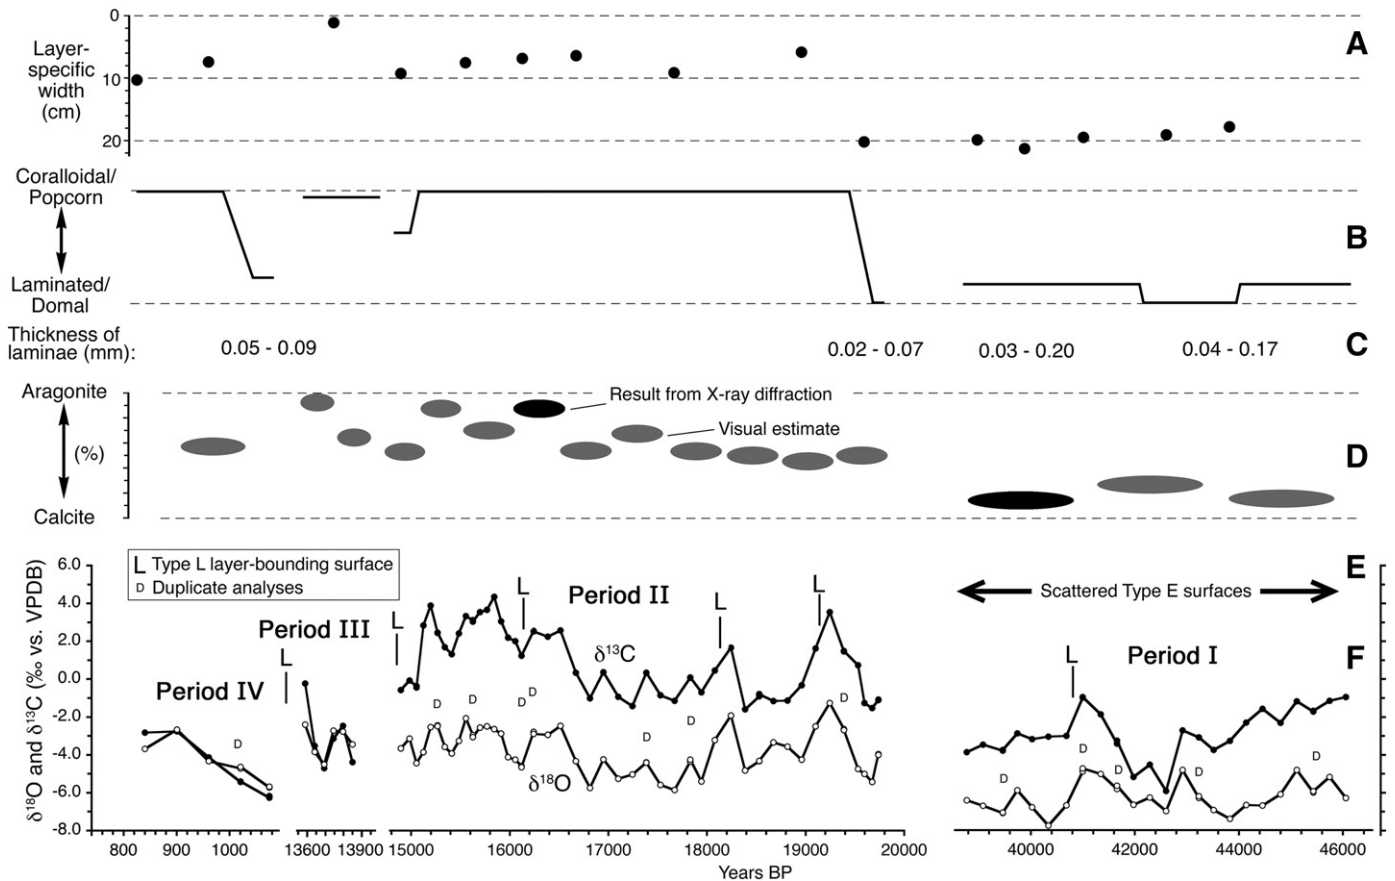 0
10
20
Layer-
specific
width
(cm)
A
Coralloidal/
Popcorn
Laminated/
Domal
B
Thickness of
laminae (mm):
0.05 - 0.09
0.02 - 0.07
0.03 - 0.20
0.04 - 0.17
C
Aragonite
(%)
Calcite
Result from X-ray diffraction
Visual estimate
D
L Type L layer-bounding surface
D Duplicate analyses
E
Scattered Type E surfaces
δ18O and δ13C (‰ vs. VPDB)
6.0
4.0
2.0
0.0
-2.0
-4.0
-6.0
-8.0
Period IV
L
Period III
L
L
Period II
L
L
L
Period I
F
δ13C
δ18O
D
D
D
D
D
D
D
D
D
D
D
D
D
800
900
1000
13600
13900
15000
16000
17000
18000
19000
20000
40000
42000
44000
46000
Years BP